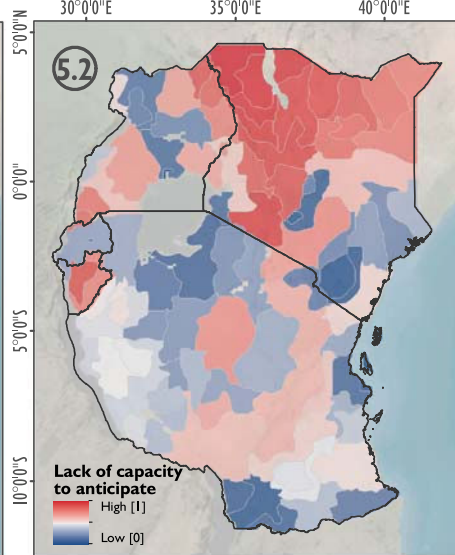 30°0'0"E 35°0'0"E 40°0'0"E
5°0'0"N
5.2
0°0'0"
5°0'0"S
10°0'0"S
Lack of capacity
to anticipate
High [1]
Low [0]